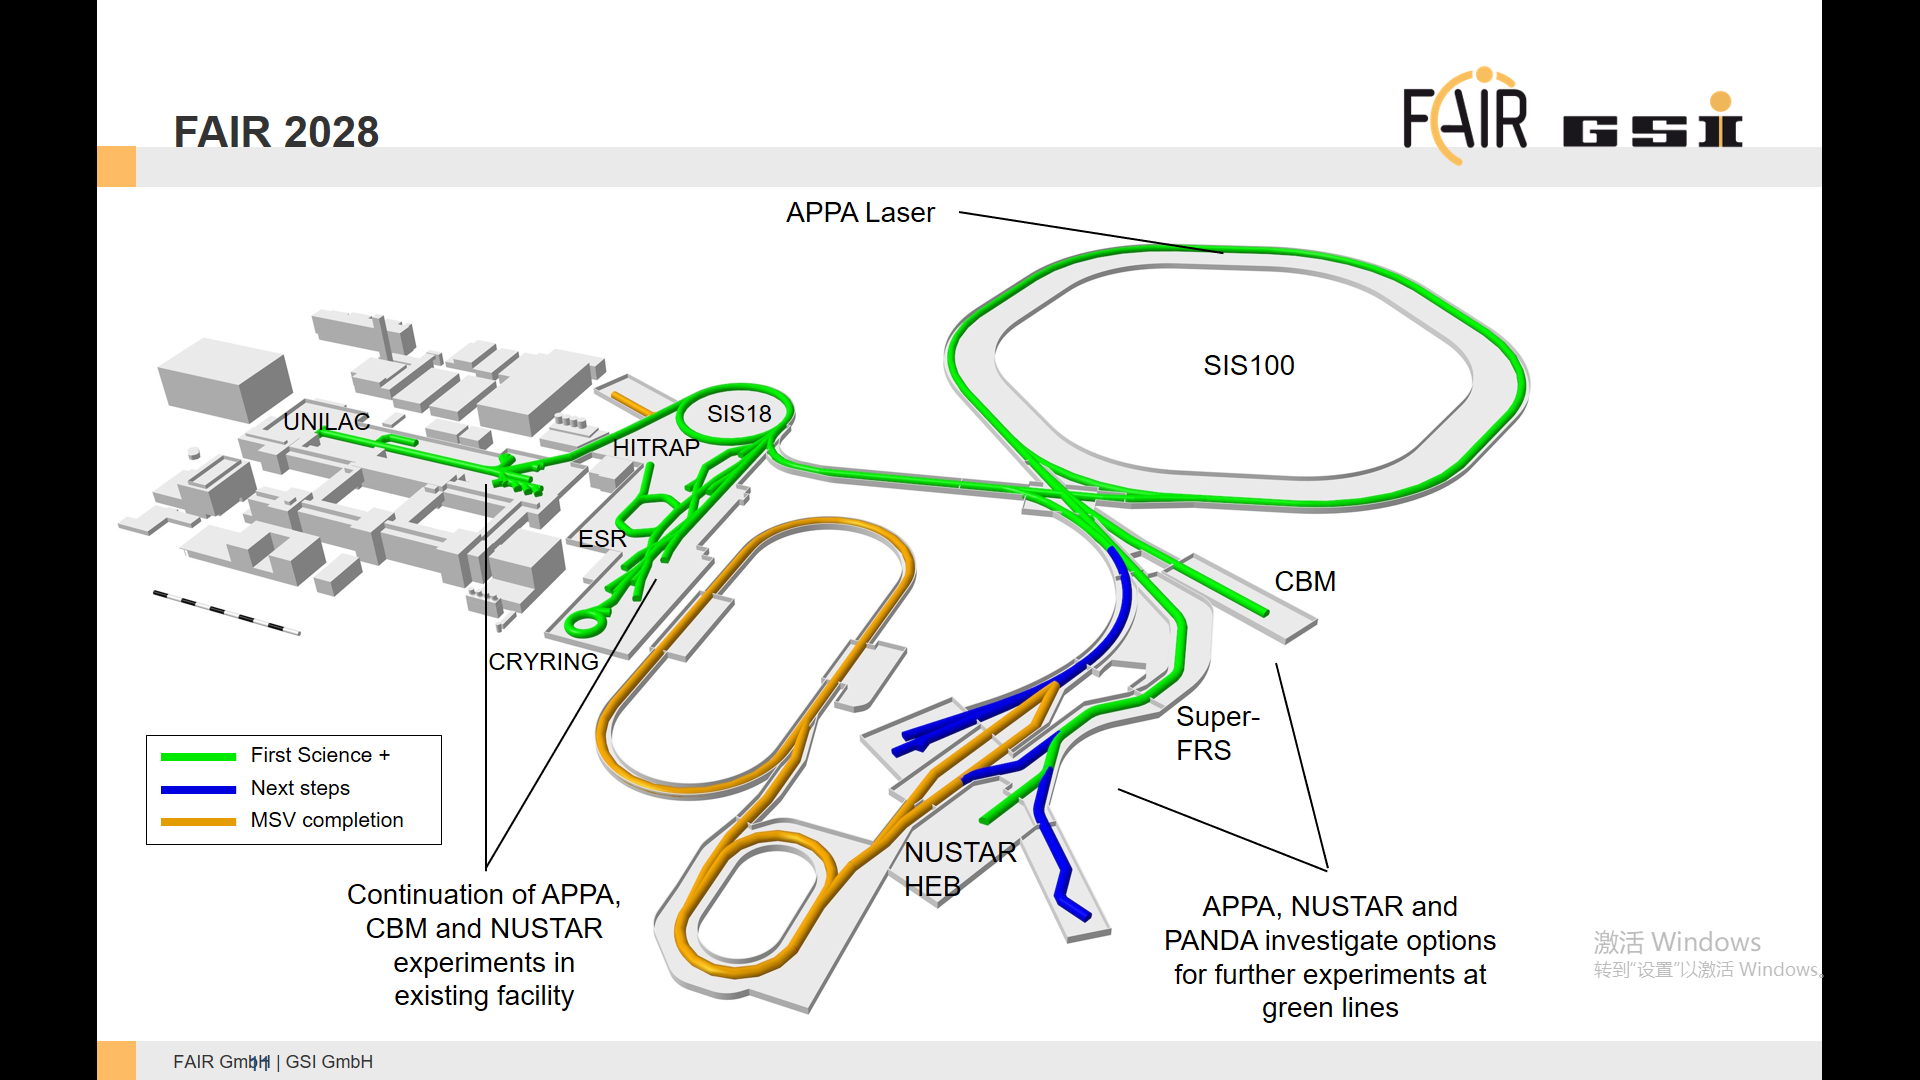 FAIR 2028
FAIR GSI
APPA Laser
SIS100
SIS18
UNILAC
HITRAP
ESR
CBM
CRYRING
Super-
FRS
First Science +
Next steps
MSV completion
NUSTAR
HEB
Continuation of APPA,
CBM and NUSTAR
experiments in
existing facility
APPA, NUSTAR and
PANDA investigate options
for further experiments at
green lines
激活 Windows
转到“设置”以激活 Windows。
FAIR GmbH | GSI GmbH